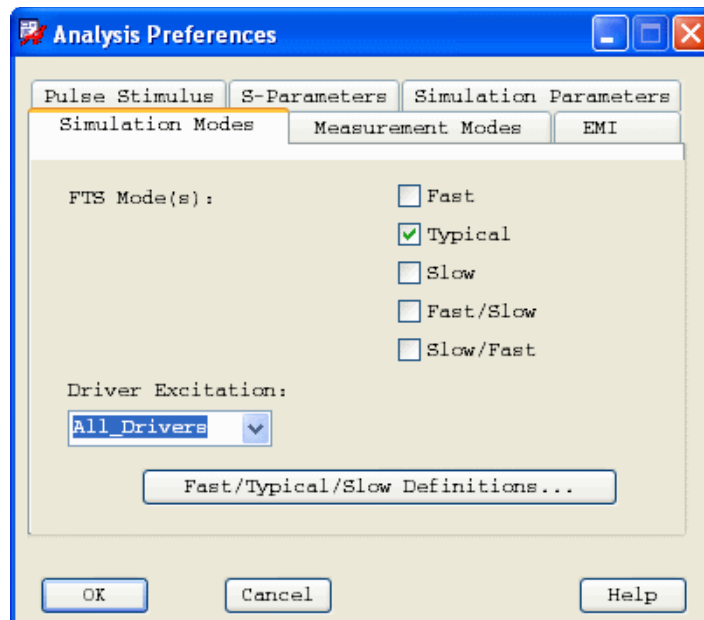 Analysis Preferences
Pulse Stimulus S-Parameters Simulation Parameters
Simulation Modes Measurement Modes EMI
FTS Mode(s): Fast
Typical
Slow
Fast/Slow
Slow/Fast
Driver Excitation:
All_Drivers
Fast/Typical/Slow Definitions...
OK Cancel Help